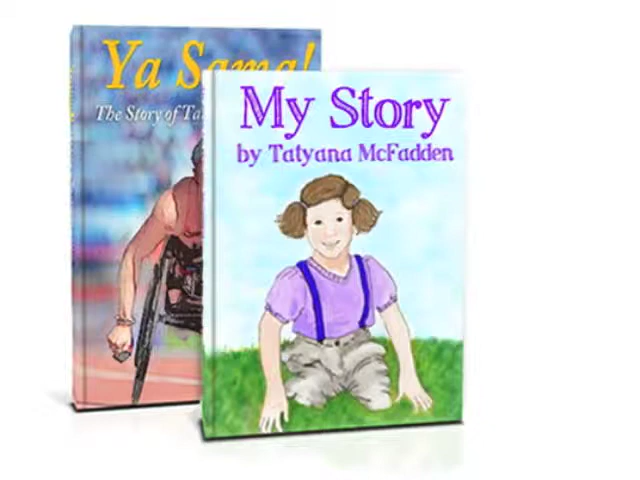 Ya Sama!
The Story of
My Story
by Tatyana McFadden